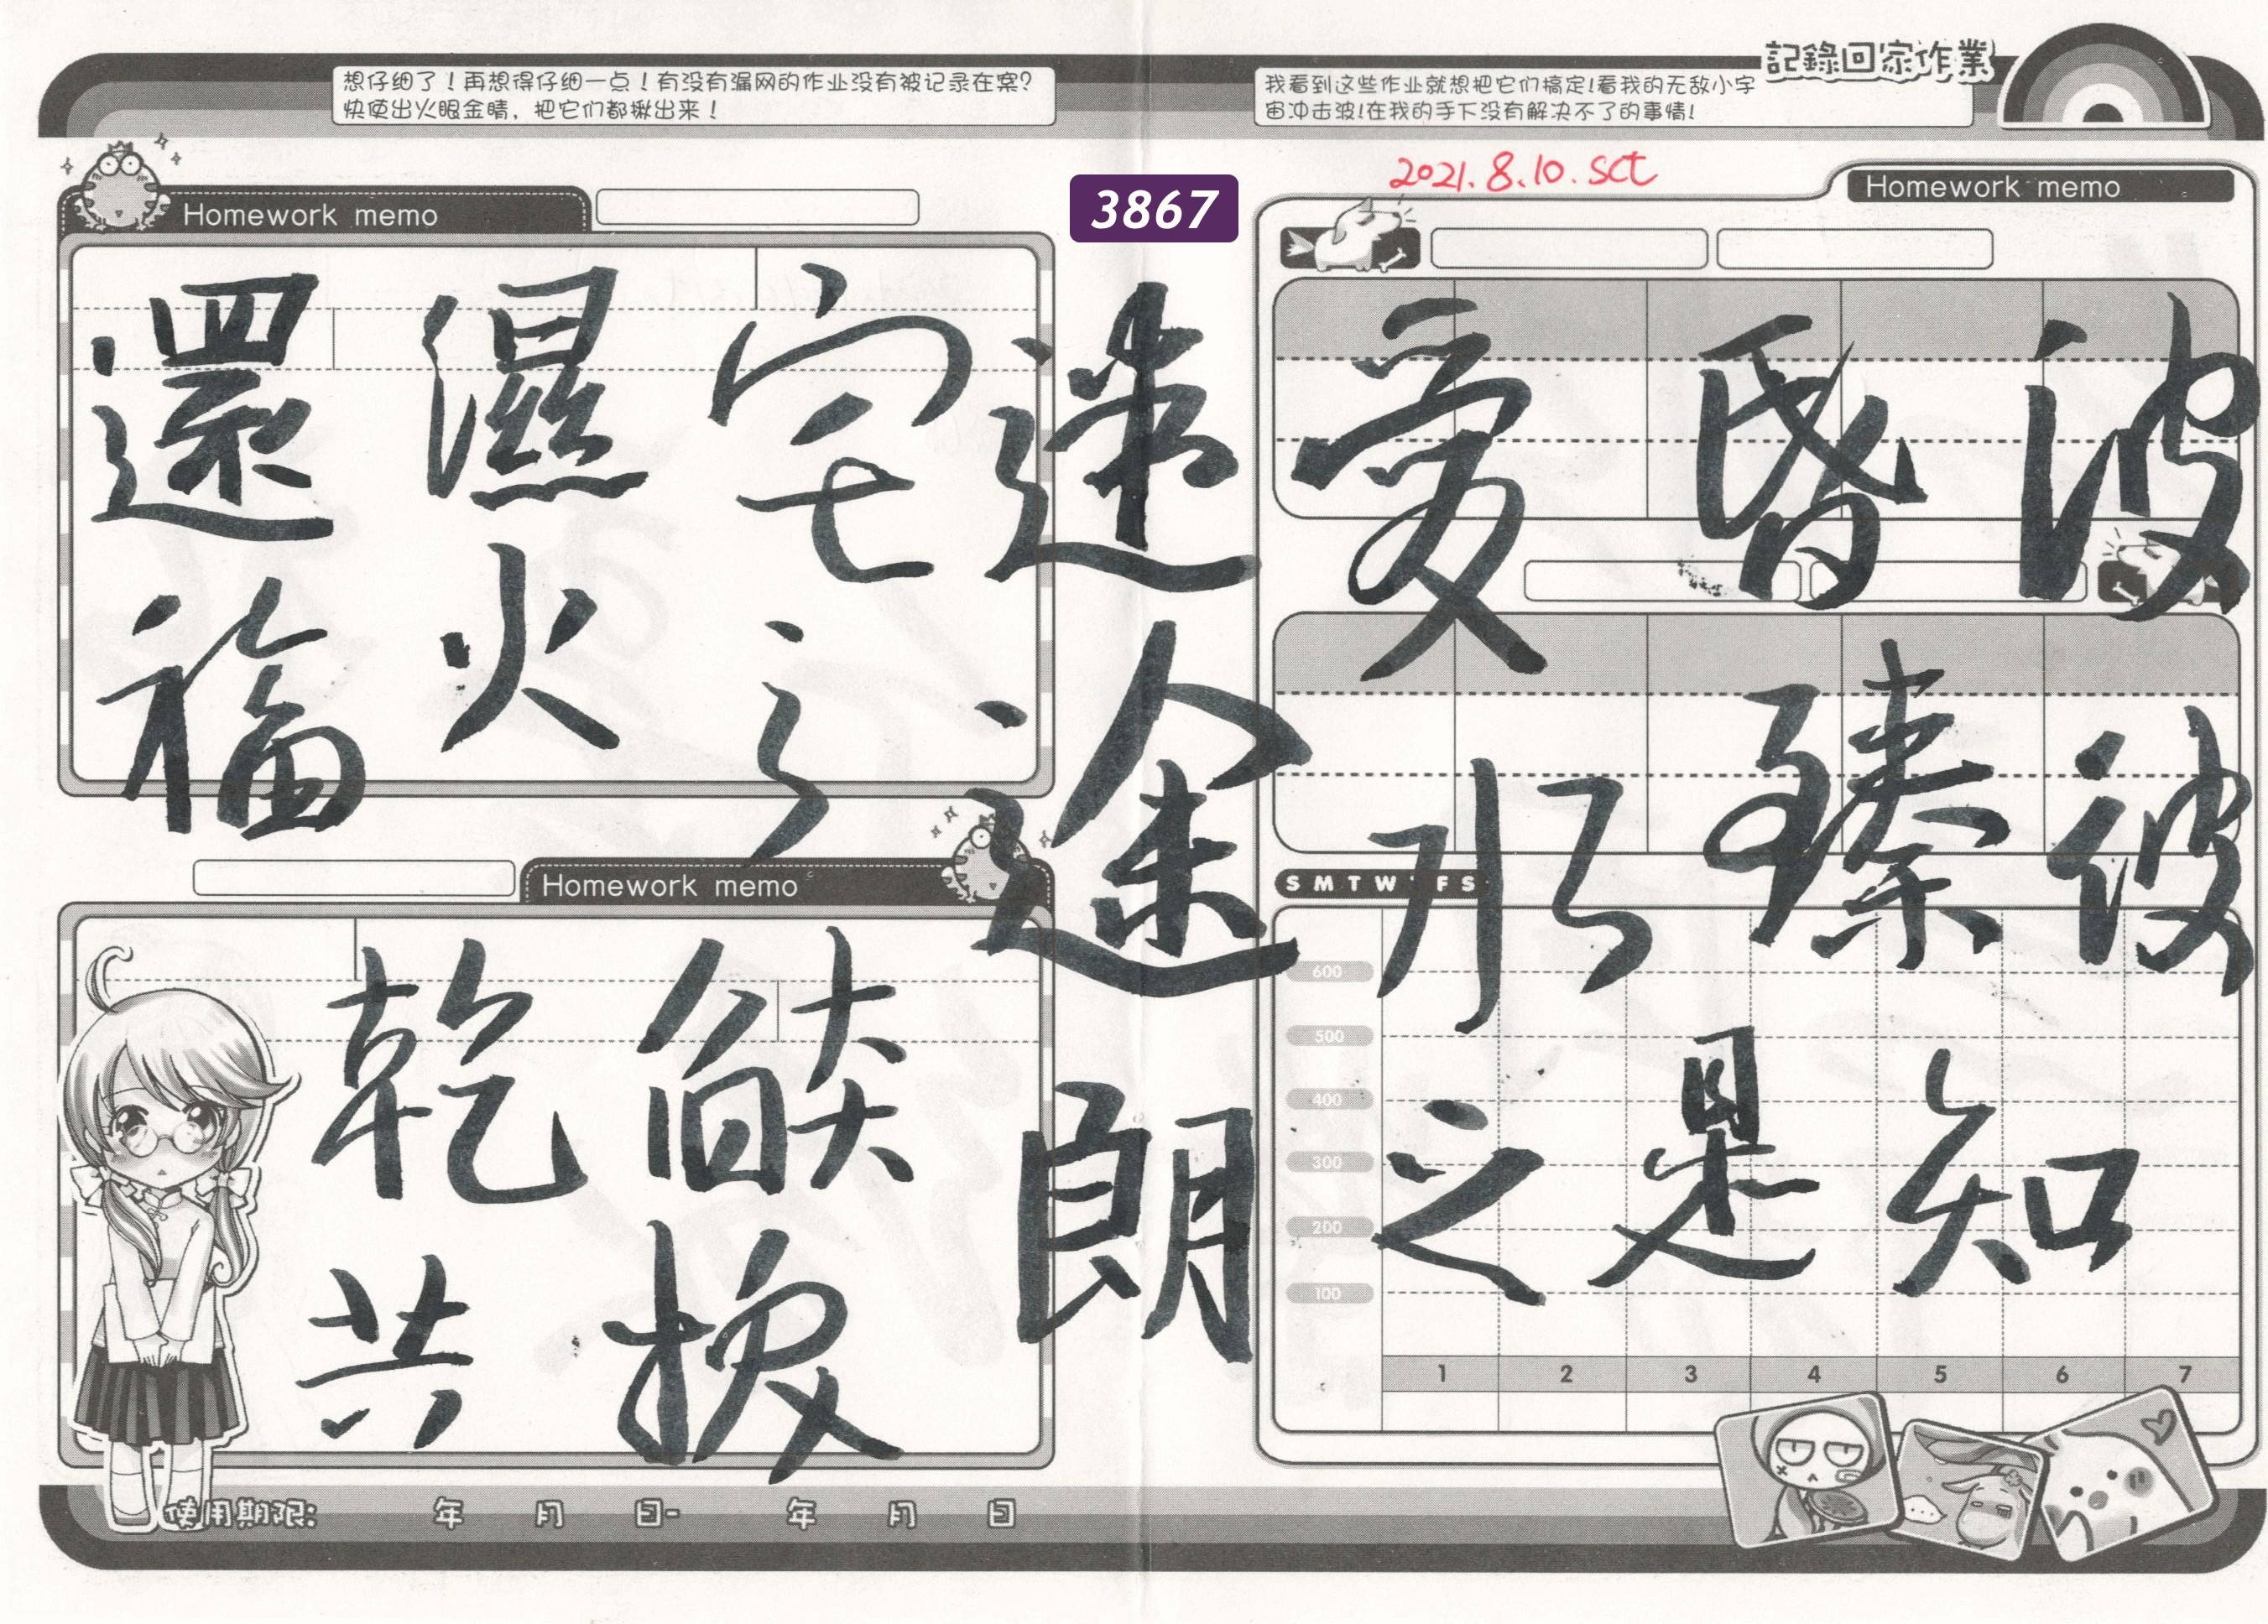 記錄回家作業
想仔细了！再想得仔细一点！有没有漏网的作业没有被记录在案？
快使出火眼金睛，把它们都揪出来！
我看到这些作业就想把它们搞定!看我的无敌小宇
宙冲击波!在我的手下没有解决不了的事情!
2021.8.10.sct
3867
Homework memo
Homework memo
還福
濕火
宅之
Homework memo
乾燄
共拔
迷途朗
愛水之
昏波
臻彼
是知
S M T W T F S
600
500
400
300
200
100
1 2 3 4 5 6 7
使用期限: 年 月 日- 年 月 日